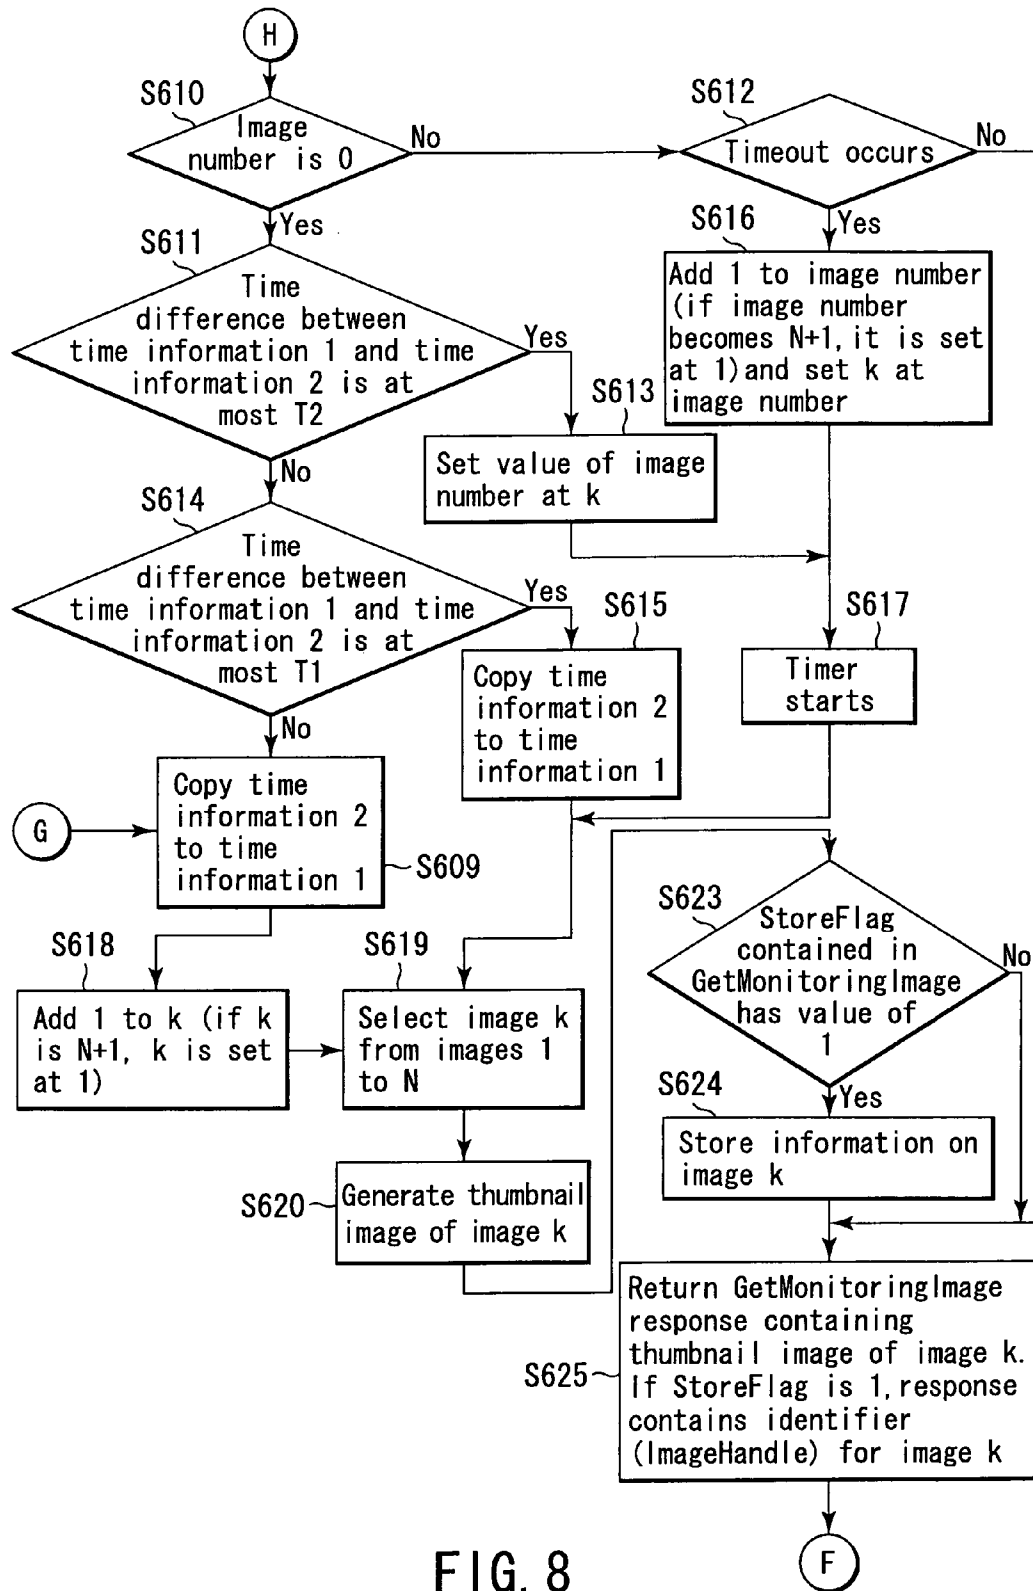 H
S610
Image
number is 0
No
Yes
S612
Timeout occurs
No
Yes
S611
Time
difference between
time information 1 and time
information 2 is at
most T2
Yes
No
S616
Add 1 to image number
(if image number
becomes N+1, it is set
at 1) and set k at
image number
S613
Set value of image
number at k
S614
Time
difference between
time information 1 and time
information 2 is at
most T1
Yes
No
S615
Copy time
information 2
to time
information 1
S617
Timer
starts
G
Copy time
information 2
to time
information 1
S609
S618
Add 1 to k (if k
is N+1, k is set
at 1)
S619
Select image k
from images 1
to N
S620
Generate thumbnail
image of image k
S623
StoreFlag
contained in
GetMonitoringImage
has value of
1
No
Yes
S624
Store information on
image k
S625
Return GetMonitoringImage
response containing
thumbnail image of image k.
If StoreFlag is 1, response
contains identifier
(ImageHandle) for image k
F
FIG. 8